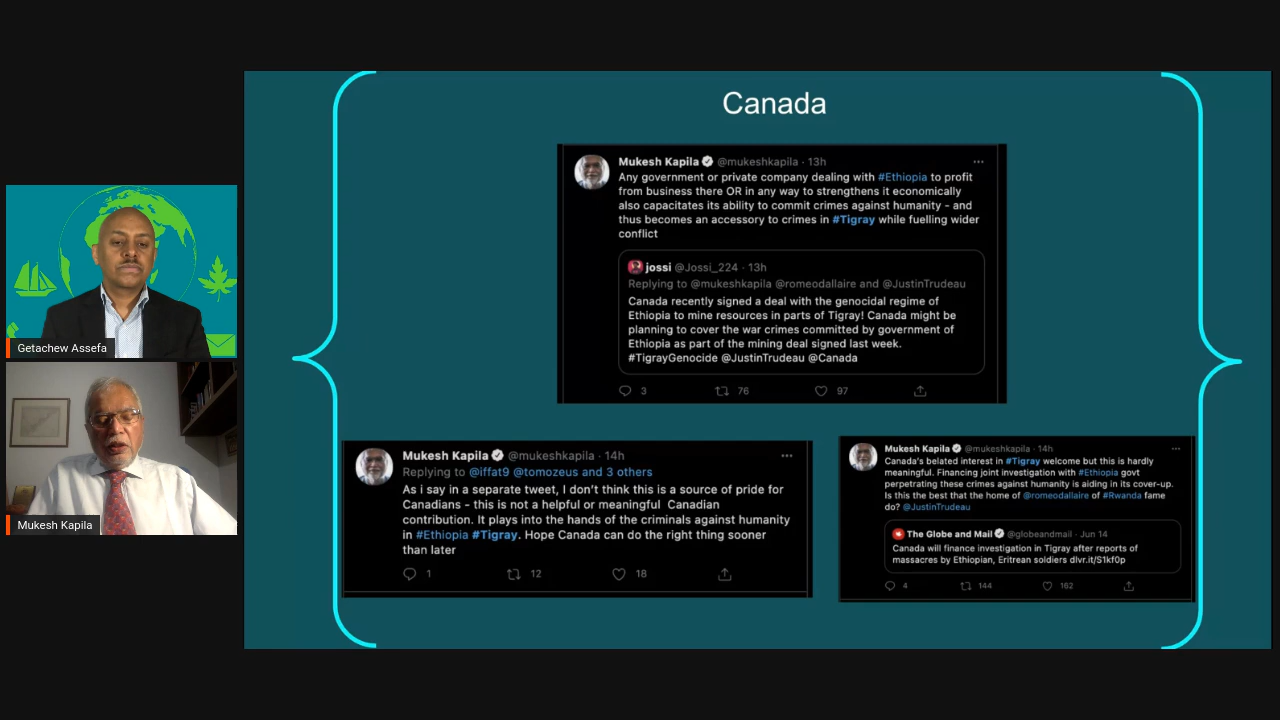 Canada
Mukesh Kapila @mukeshkapila · 13h
Any government or private company dealing with #Ethiopia to profit
from business there OR in any way to strengthens it economically
also capacitates its ability to commit crimes against humanity - and
thus becomes an accessory to crimes in #Tigray while fuelling wider
conflict
jossi @Jossi_224 · 13h
Replying to @mukeshkapila @romeodallaire and @JustinTrudeau
Canada recently signed a deal with the genocidal regime of
Ethiopia to mine resources in parts of Tigray! Canada might be
planning to cover the war crimes committed by government of
Ethiopia as part of the mining deal signed last week.
#TigrayGenocide @JustinTrudeau @Canada
3 76 97
Getachew Assefa
Mukesh Kapila
Mukesh Kapila @mukeshkapila · 14h
Replying to @iffat9 @tomozeus and 3 others
As i say in a separate tweet, I don't think this is a source of pride for
Canadians - this is not a helpful or meaningful Canadian
contribution. It plays into the hands of the criminals against humanity
in #Ethiopia #Tigray. Hope Canada can do the right thing sooner
than later
1 12 18
Mukesh Kapila @mukeshkapila · 14h
Canada's belated interest in #Tigray welcome but this is hardly
meaningful. Financing joint investigation with #Ethiopia govt
perpetrating these crimes against humanity is aiding in its cover-up.
Is this the best that the home of @romeodallaire of #Rwanda fame
do? @JustinTrudeau
The Globe and Mail @globeandmail · Jun 14
Canada will finance investigation in Tigray after reports of
massacres by Ethiopian, Eritrean soldiers dlvr.it/S1kf0p
4 144 162